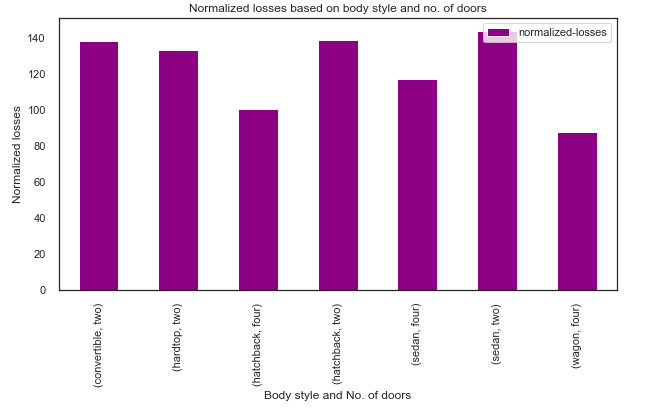 Normalized losses based on body style and no. of doors
normalized-losses
Normalized losses
140
120
100
80
60
40
20
0
(convertible, two)
(hardtop, two)
(hatchback, four)
(hatchback, two)
(sedan, four)
(sedan, two)
(wagon, four)
Body style and No. of doors